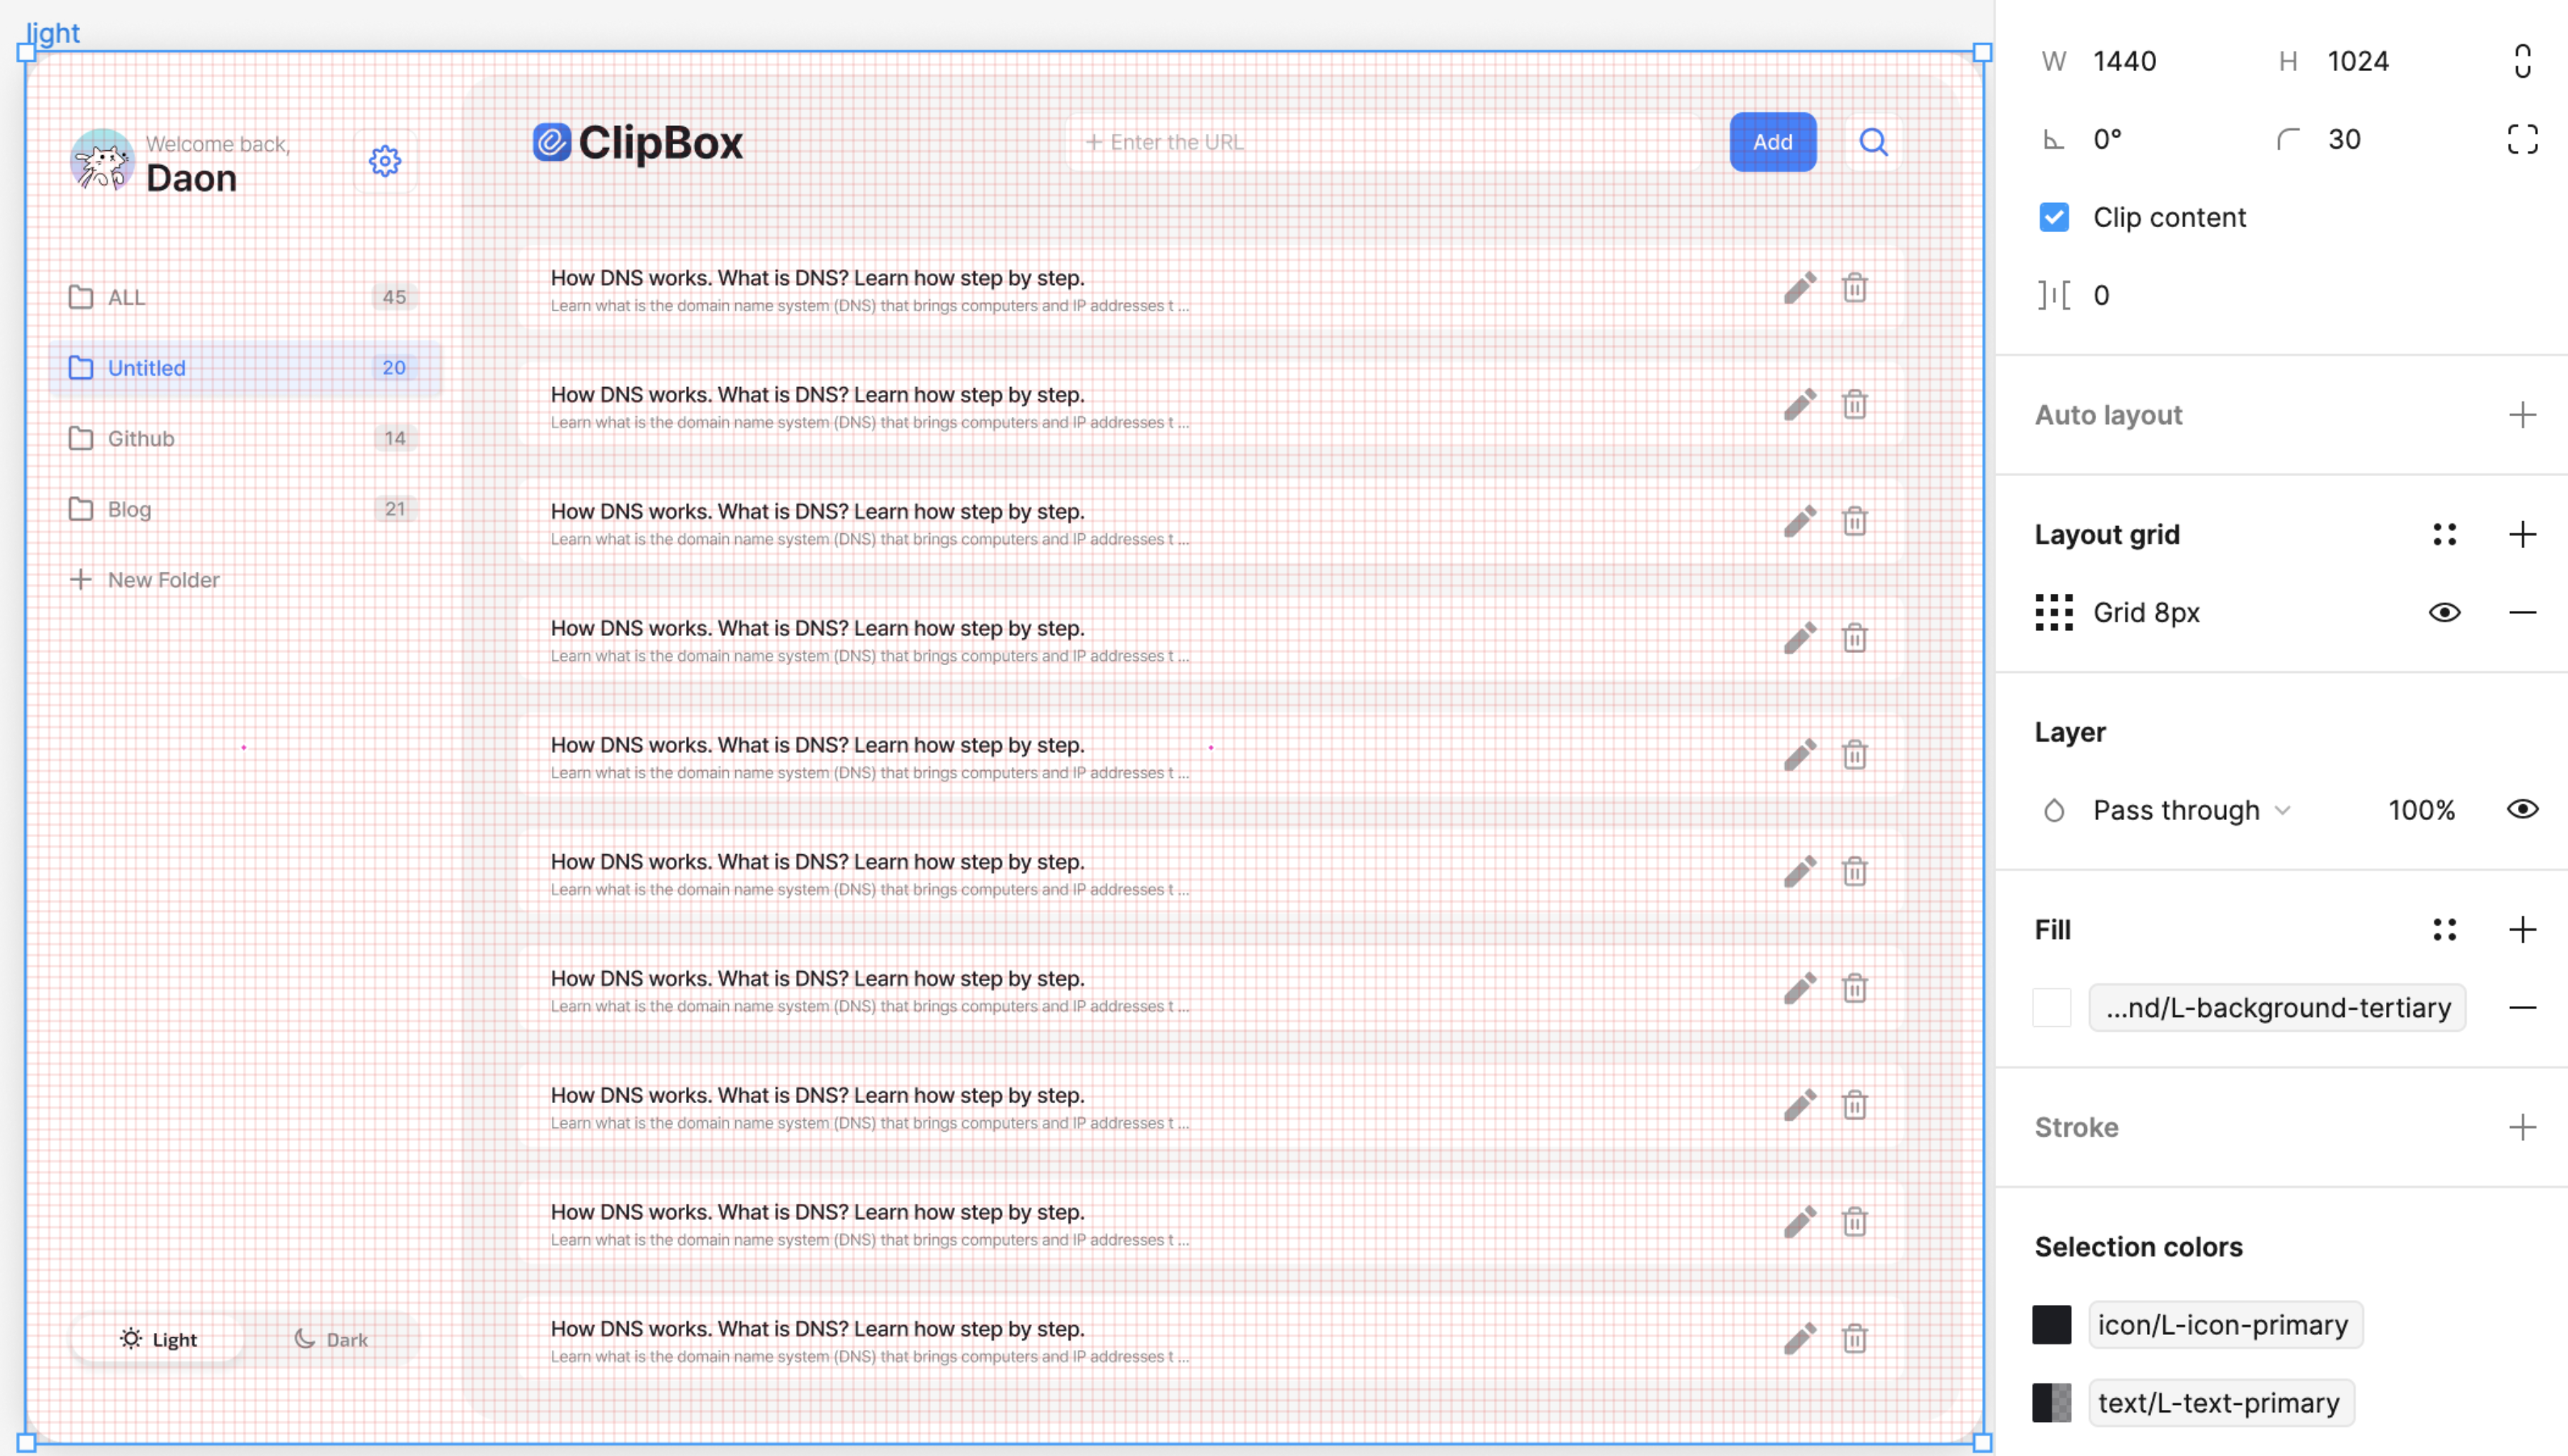 light
Welcome back,
Daon
ClipBox
+ Enter the URL
Add
ALL 45
Untitled 20
Github 14
Blog 21
New Folder
Light
Dark
How DNS works. What is DNS? Learn how step by step.
Learn what is the domain name system (DNS) that brings computers and IP addresses t ...
How DNS works. What is DNS? Learn how step by step.
Learn what is the domain name system (DNS) that brings computers and IP addresses t ...
How DNS works. What is DNS? Learn how step by step.
Learn what is the domain name system (DNS) that brings computers and IP addresses t ...
How DNS works. What is DNS? Learn how step by step.
Learn what is the domain name system (DNS) that brings computers and IP addresses t ...
How DNS works. What is DNS? Learn how step by step.
Learn what is the domain name system (DNS) that brings computers and IP addresses t ...
How DNS works. What is DNS? Learn how step by step.
Learn what is the domain name system (DNS) that brings computers and IP addresses t ...
How DNS works. What is DNS? Learn how step by step.
Learn what is the domain name system (DNS) that brings computers and IP addresses t ...
How DNS works. What is DNS? Learn how step by step.
Learn what is the domain name system (DNS) that brings computers and IP addresses t ...
How DNS works. What is DNS? Learn how step by step.
Learn what is the domain name system (DNS) that brings computers and IP addresses t ...
How DNS works. What is DNS? Learn how step by step.
Learn what is the domain name system (DNS) that brings computers and IP addresses t ...
W 1440 H 1024
0° 30
Clip content
0
Auto layout
Layout grid
Grid 8px
Layer
Pass through 100%
Fill
...nd/L-background-tertiary
Stroke
Selection colors
icon/L-icon-primary
text/L-text-primary